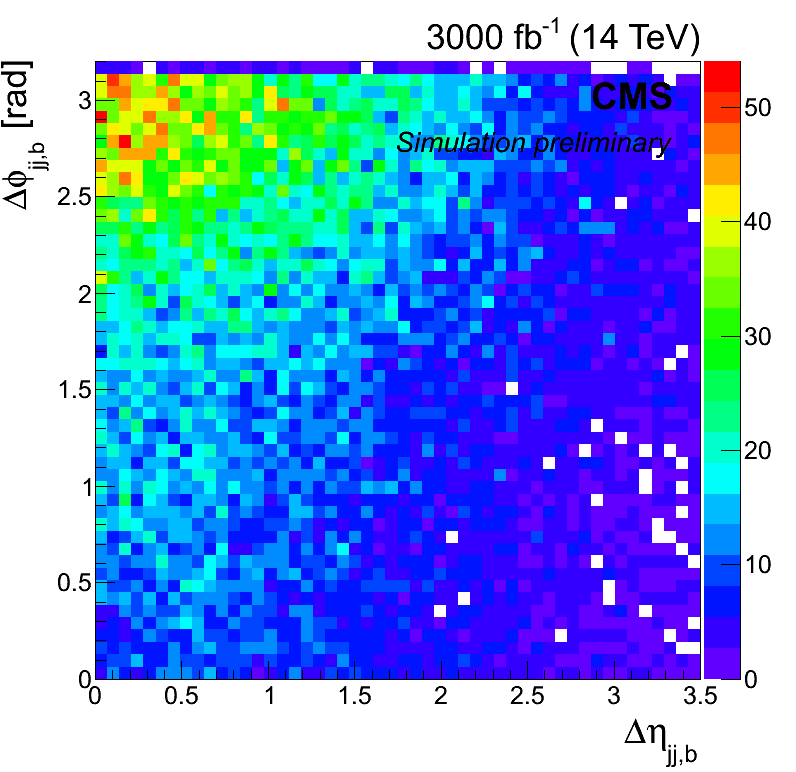 3000 fb⁻¹ (14 TeV)
CMS
Simulation preliminary
Δϕjj,b [rad]
3
2.5
2
1.5
1
0.5
0
0 0.5 1 1.5 2 2.5 3 3.5
Δηjj,b
50
40
30
20
10
0